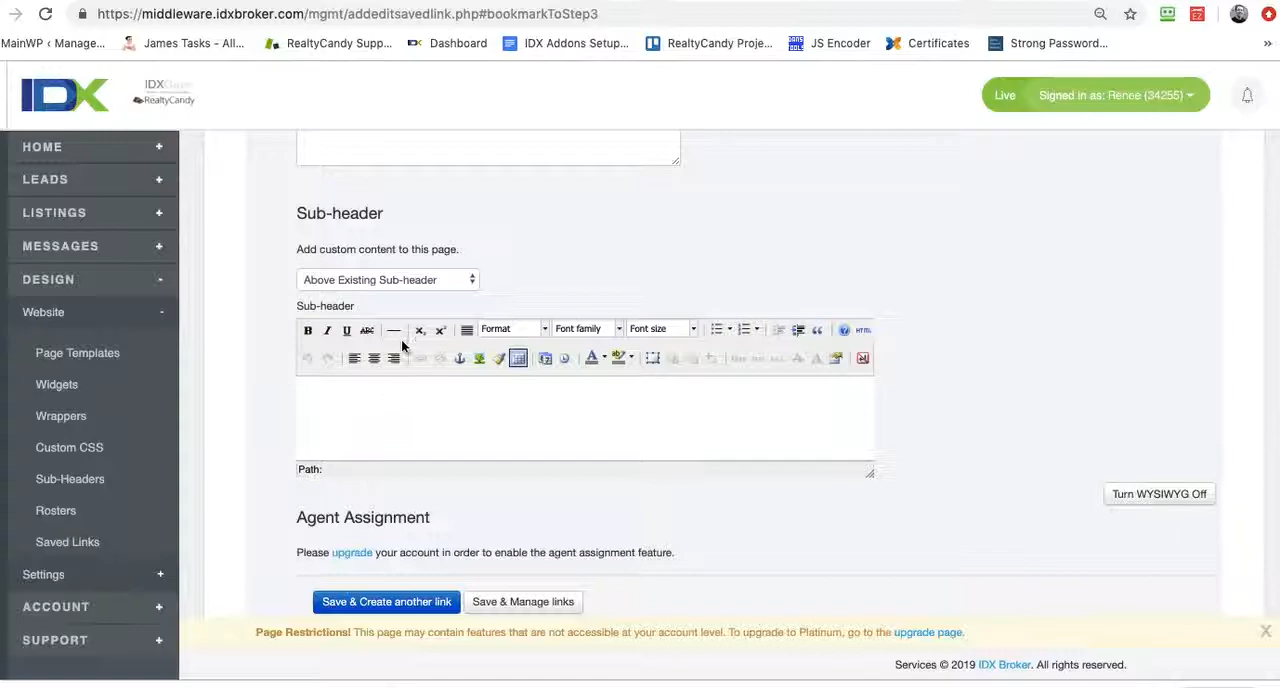 https://middleware.idxbroker.com/mgmt/addeditsavedlink.php#bookmarkToStep3
MainWP ‹ Manage... James Tasks - All... RealtyCandy Supp... Dashboard IDX Addons Setup... RealtyCandy Proje... JS Encoder Certificates Strong Password... »
IDX
RealtyCandy
Live Signed in as: Renee (34255)
HOME +
LEADS +
LISTINGS +
MESSAGES +
DESIGN -
Website -
Page Templates
Widgets
Wrappers
Custom CSS
Sub-Headers
Rosters
Saved Links
Settings +
ACCOUNT +
SUPPORT +
Sub-header
Add custom content to this page.
Above Existing Sub-header
Sub-header
B I U ABC Format Font family Font size HTML
Path:
Turn WYSIWYG Off
Agent Assignment
Please upgrade your account in order to enable the agent assignment feature.
Save & Create another link Save & Manage links
Page Restrictions! This page may contain features that are not accessible at your account level. To upgrade to Platinum, go to the upgrade page. X
Services © 2019 IDX Broker. All rights reserved.